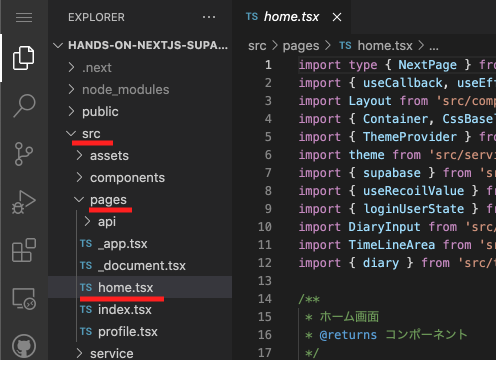 EXPLORER
HANDS-ON-NEXTJS-SUPA...
.next
node_modules
public
src
assets
components
pages
api
TS _app.tsx
TS _document.tsx
TS home.tsx
TS index.tsx
TS profile.tsx
service
TS home.tsx
src > pages > TS home.tsx > ...
1 import type { NextPage } fro
2 import { useCallback, useEf
3 import Layout from 'src/comp
4 import { Container, CssBase
5 import { ThemeProvider } fro
6 import theme from 'src/servi
7 import { supabase } from 's
8 import { useRecoilValue } f
9 import { loginUserState } f
10 import DiaryInput from 'src/
11 import TimeLineArea from 'sr
12 import { diary } from 'src/t
13
14 /**
15 * ホーム画面
16 * @returns コンポーネント
17 */